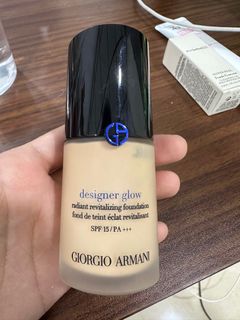 designer glow
radiant revitalizing foundation
fond de teint éclat revitalisant
SPF 15/PA +++
GIORGIO ARMANI